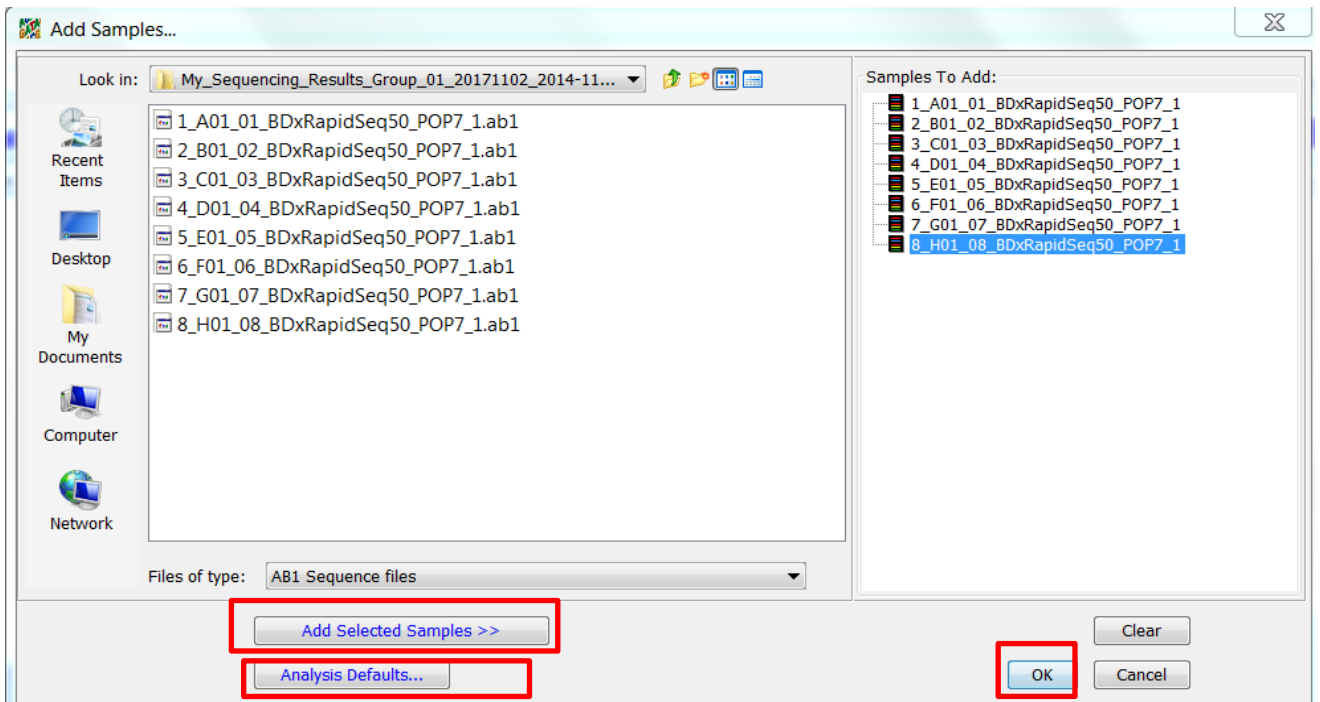 Add Samples...
Look in:
My_Sequencing_Results_Group_01_20171102_2014-11...
Recent
Items
Desktop
My
Documents
Computer
Network
1_A01_01_BDxRapidSeq50_POP7_1.ab1
2_B01_02_BDxRapidSeq50_POP7_1.ab1
3_C01_03_BDxRapidSeq50_POP7_1.ab1
4_D01_04_BDxRapidSeq50_POP7_1.ab1
5_E01_05_BDxRapidSeq50_POP7_1.ab1
6_F01_06_BDxRapidSeq50_POP7_1.ab1
7_G01_07_BDxRapidSeq50_POP7_1.ab1
8_H01_08_BDxRapidSeq50_POP7_1.ab1
Files of type: AB1 Sequence files
Samples To Add:
1_A01_01_BDxRapidSeq50_POP7_1
2_B01_02_BDxRapidSeq50_POP7_1
3_C01_03_BDxRapidSeq50_POP7_1
4_D01_04_BDxRapidSeq50_POP7_1
5_E01_05_BDxRapidSeq50_POP7_1
6_F01_06_BDxRapidSeq50_POP7_1
7_G01_07_BDxRapidSeq50_POP7_1
8_H01_08_BDxRapidSeq50_POP7_1
Add Selected Samples >>
Clear
Analysis Defaults...
OK
Cancel